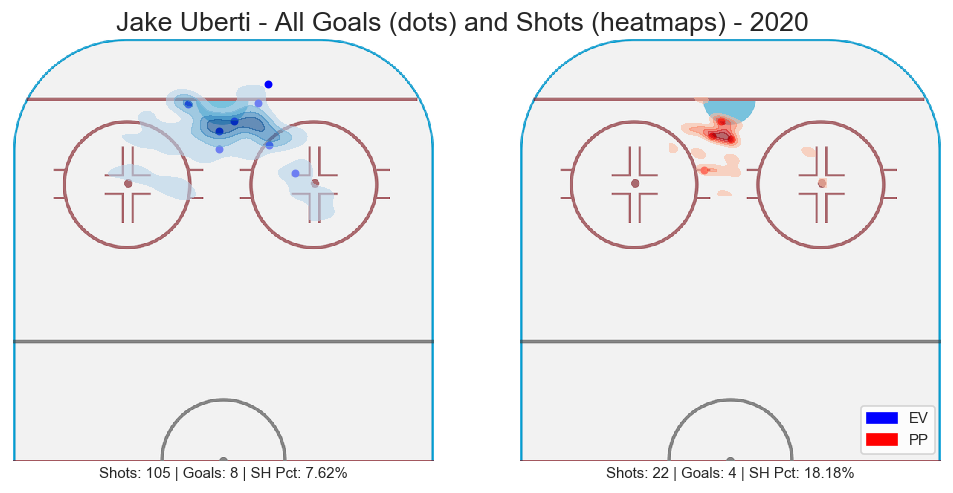 Jake Uberti - All Goals (dots) and Shots (heatmaps) - 2020
EV
PP
Shots: 105 | Goals: 8 | SH Pct: 7.62%
Shots: 22 | Goals: 4 | SH Pct: 18.18%